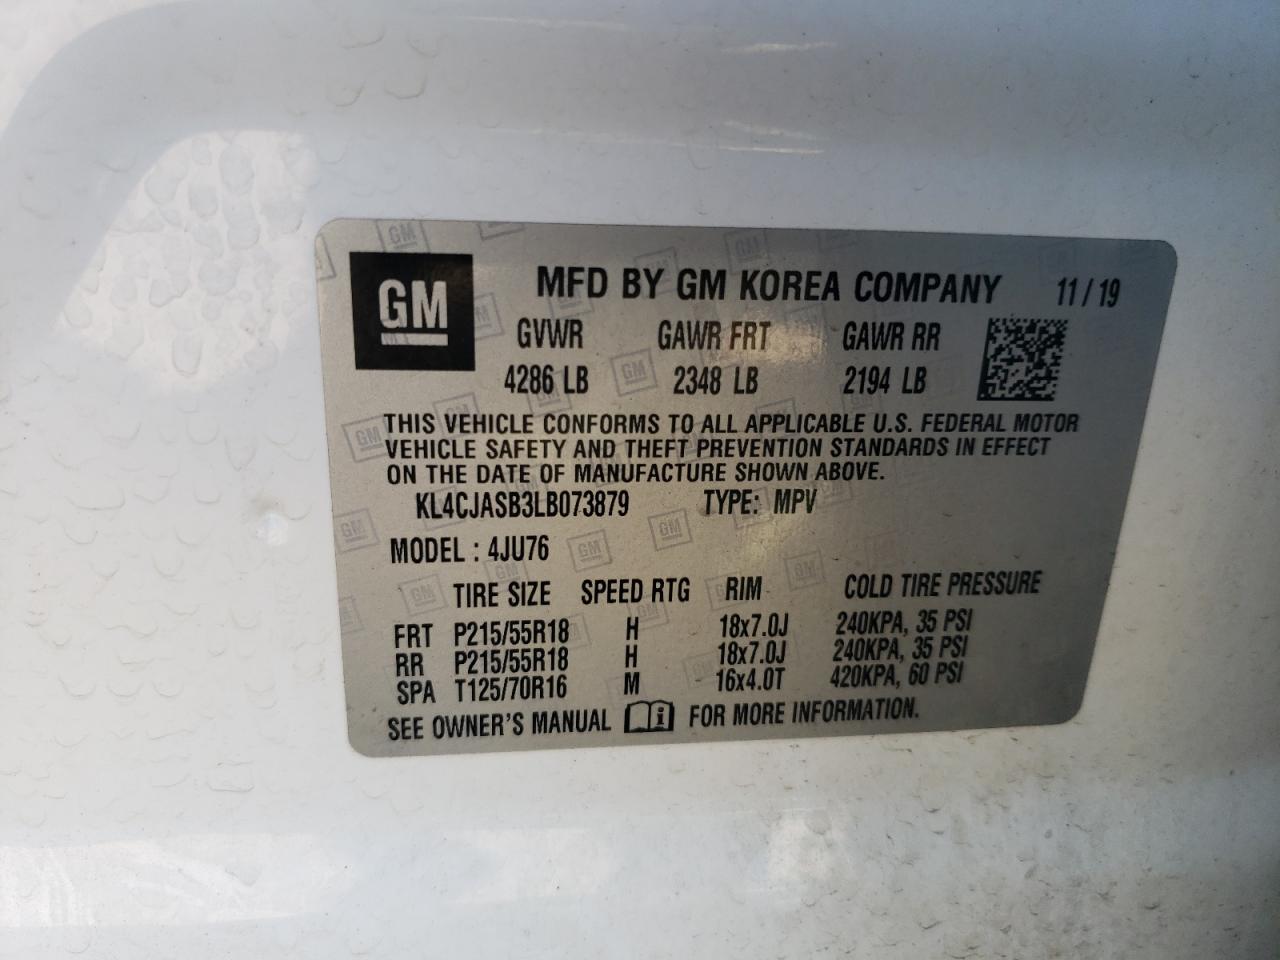 GM MFD BY GM KOREA COMPANY 11/19
GVWR GAWR FRT GAWR RR
4286 LB 2348 LB 2194 LB
THIS VEHICLE CONFORMS TO ALL APPLICABLE U.S. FEDERAL MOTOR
VEHICLE SAFETY AND THEFT PREVENTION STANDARDS IN EFFECT
ON THE DATE OF MANUFACTURE SHOWN ABOVE.
KL4CJASB3LB073879 TYPE: MPV
MODEL : 4JU76
TIRE SIZE SPEED RTG RIM COLD TIRE PRESSURE
FRT P215/55R18 H 18x7.0J 240KPA, 35 PSI
RR P215/55R18 H 18x7.0J 240KPA, 35 PSI
SPA T125/70R16 M 16x4.0T 420KPA, 60 PSI
SEE OWNER'S MANUAL FOR MORE INFORMATION.